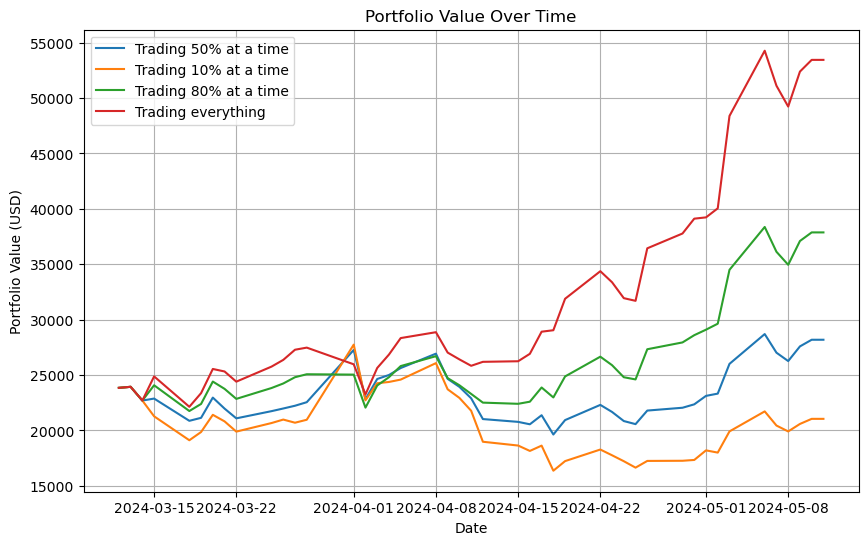 Portfolio Value Over Time
Trading 50% at a time
Trading 10% at a time
Trading 80% at a time
Trading everything
Portfolio Value (USD)
55000
50000
45000
40000
35000
30000
25000
20000
15000
2024-03-15 2024-03-22 2024-04-01 2024-04-08 2024-04-15 2024-04-22 2024-05-01 2024-05-08
Date